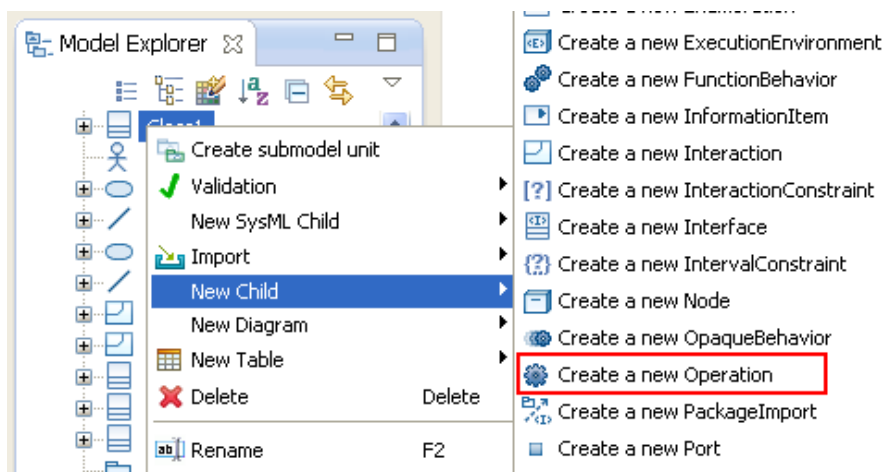 Model Explorer
Create submodel unit
Validation
New SysML Child
Import
New Child
New Diagram
New Table
Delete Delete
Rename F2
Create a new ExecutionEnvironment
Create a new FunctionBehavior
Create a new InformationItem
Create a new Interaction
Create a new InteractionConstraint
Create a new Interface
Create a new IntervalConstraint
Create a new Node
Create a new OpaqueBehavior
Create a new Operation
Create a new PackageImport
Create a new Port